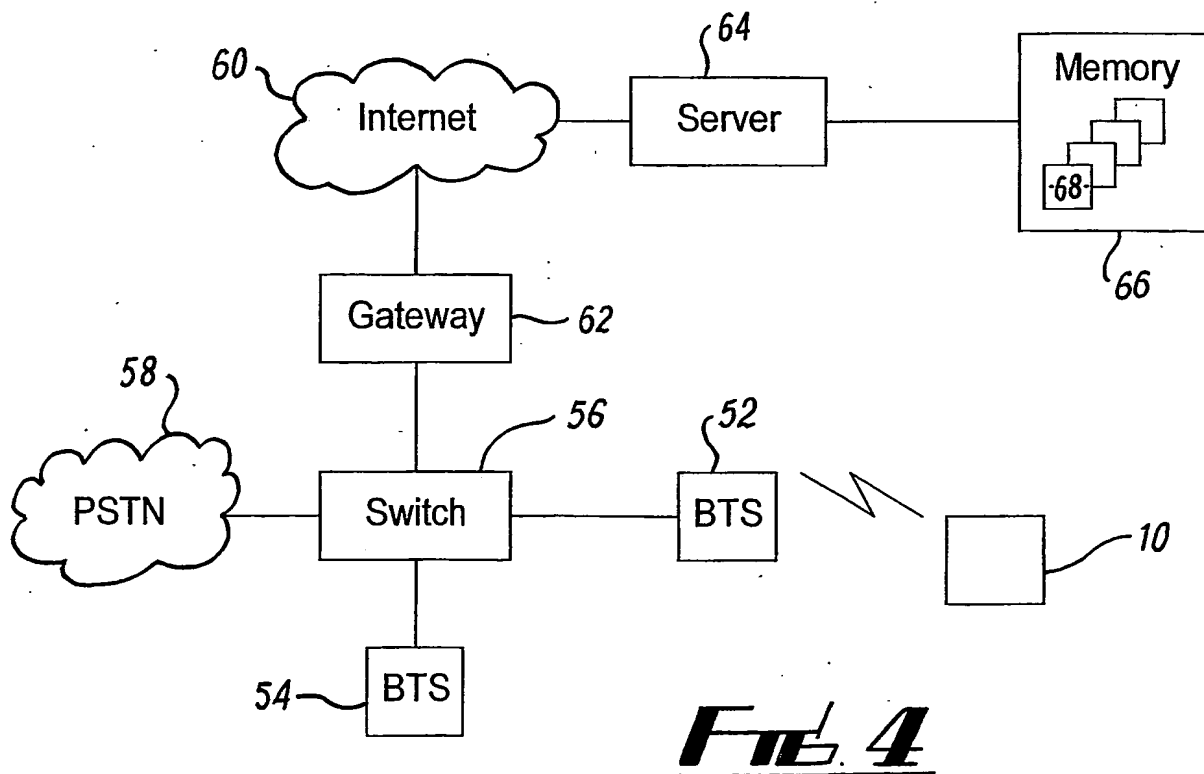 64
60
Memory
Internet
Server
-68-
66
Gateway
62
58
56
52
PSTN
Switch
BTS
10
54
BTS
FIG. 4